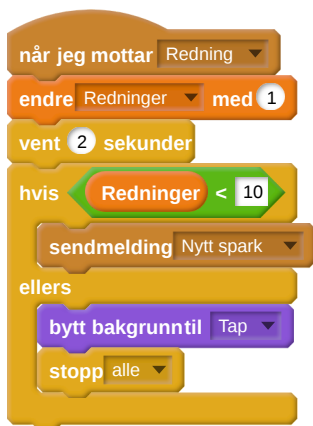 når jeg mottar Redning
endre Redninger med 1
vent 2 sekunder
hvis Redninger < 10
sendmelding Nytt spark
ellers
bytt bakgrunntil Tap
stopp alle